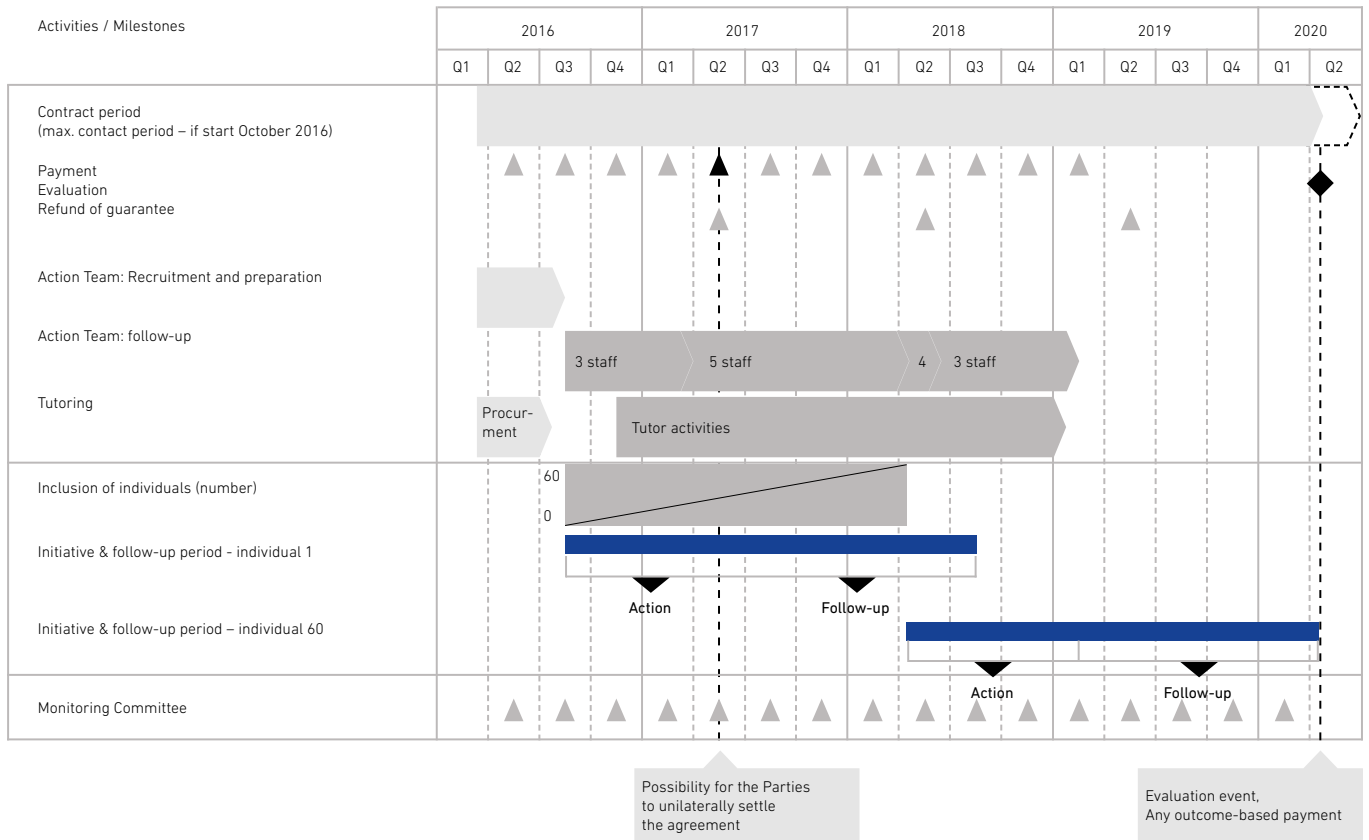 Activities / Milestones
2016 2017 2018 2019 2020
Q1 Q2 Q3 Q4 Q1 Q2 Q3 Q4 Q1 Q2 Q3 Q4 Q1 Q2 Q3 Q4 Q1 Q2
Contract period
(max. contact period – if start October 2016)
Payment
Evaluation
Refund of guarantee
Action Team: Recruitment and preparation
Action Team: follow-up
3 staff 5 staff 4 3 staff
Tutoring
Procur-
ment
Tutor activities
Inclusion of individuals (number)
60
0
Initiative & follow-up period - individual 1
Action Follow-up
Initiative & follow-up period – individual 60
Action Follow-up
Monitoring Committee
Possibility for the Parties
to unilaterally settle
the agreement
Evaluation event,
Any outcome-based payment